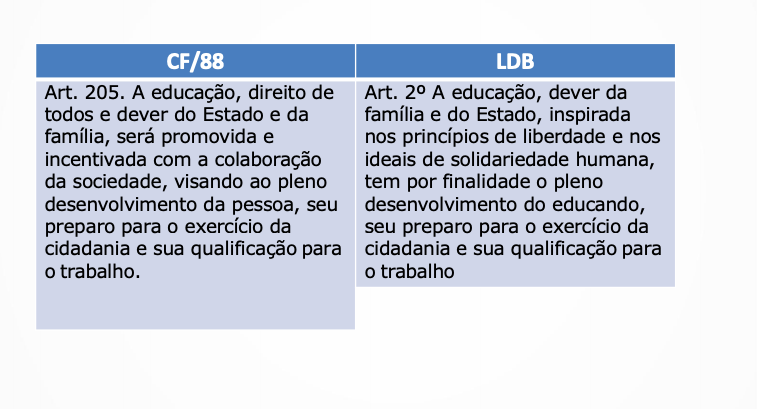 CF/88
Art. 205. A educação, direito de
todos e dever do Estado e da
família, será promovida e
incentivada com a colaboração
da sociedade, visando ao pleno
desenvolvimento da pessoa, seu
preparo para o exercício da
cidadania e sua qualificação para
o trabalho.
LDB
Art. 2º A educação, dever da
família e do Estado, inspirada
nos princípios de liberdade e nos
ideais de solidariedade humana,
tem por finalidade o pleno
desenvolvimento do educando,
seu preparo para o exercício da
cidadania e sua qualificação para
o trabalho